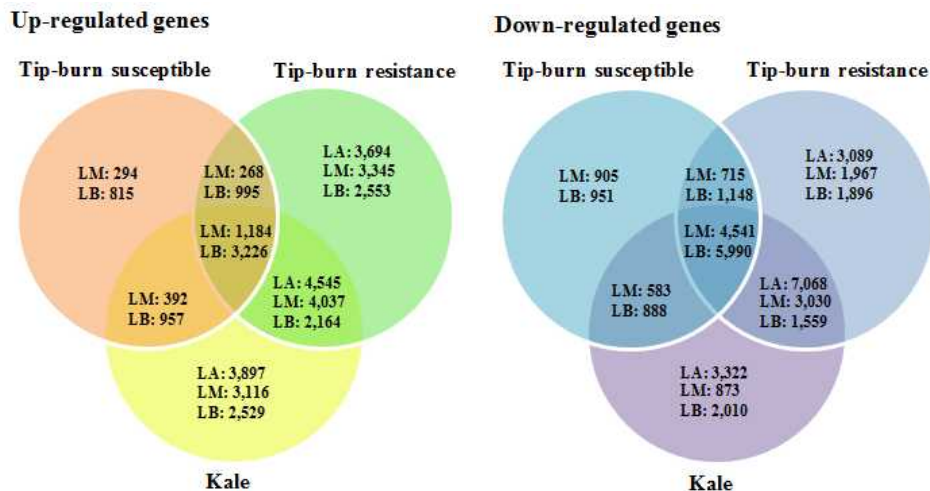 Up-regulated genes
Tip-burn susceptible
Tip-burn resistance
LM: 294
LB: 815
LM: 268
LB: 995
LA: 3,694
LM: 3,345
LB: 2,553
LM: 1,184
LB: 3,226
LM: 392
LB: 957
LA: 4,545
LM: 4,037
LB: 2,164
LA: 3,897
LM: 3,116
LB: 2,529
Kale
Down-regulated genes
Tip-burn susceptible
Tip-burn resistance
LM: 905
LB: 951
LM: 715
LB: 1,148
LA: 3,089
LM: 1,967
LB: 1,896
LM: 4,541
LB: 5,990
LM: 583
LB: 888
LA: 7,068
LM: 3,030
LB: 1,559
LA: 3,322
LM: 873
LB: 2,010
Kale